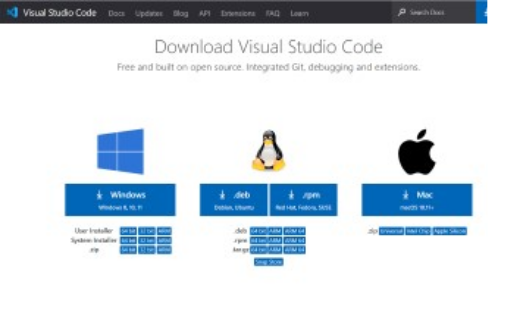 Visual Studio Code Docs Updates Blog API Extensions FAQ Learn Search Docs
Download Visual Studio Code
Free and built on open source. Integrated Git, debugging and extensions.
Windows
Windows 8, 10, 11
.deb
Debian, Ubuntu
.rpm
Red Hat, Fedora, SUSE
Mac
macOS 10.11+
User Installer 64 bit 32 bit ARM
System Installer 64 bit 32 bit ARM
.zip 64 bit 32 bit ARM
.deb 64 bit ARM ARM 64
.rpm 64 bit ARM ARM 64
64 bit ARM ARM 64
Snap Store
.zip Universal Intel Chip Apple Silicon